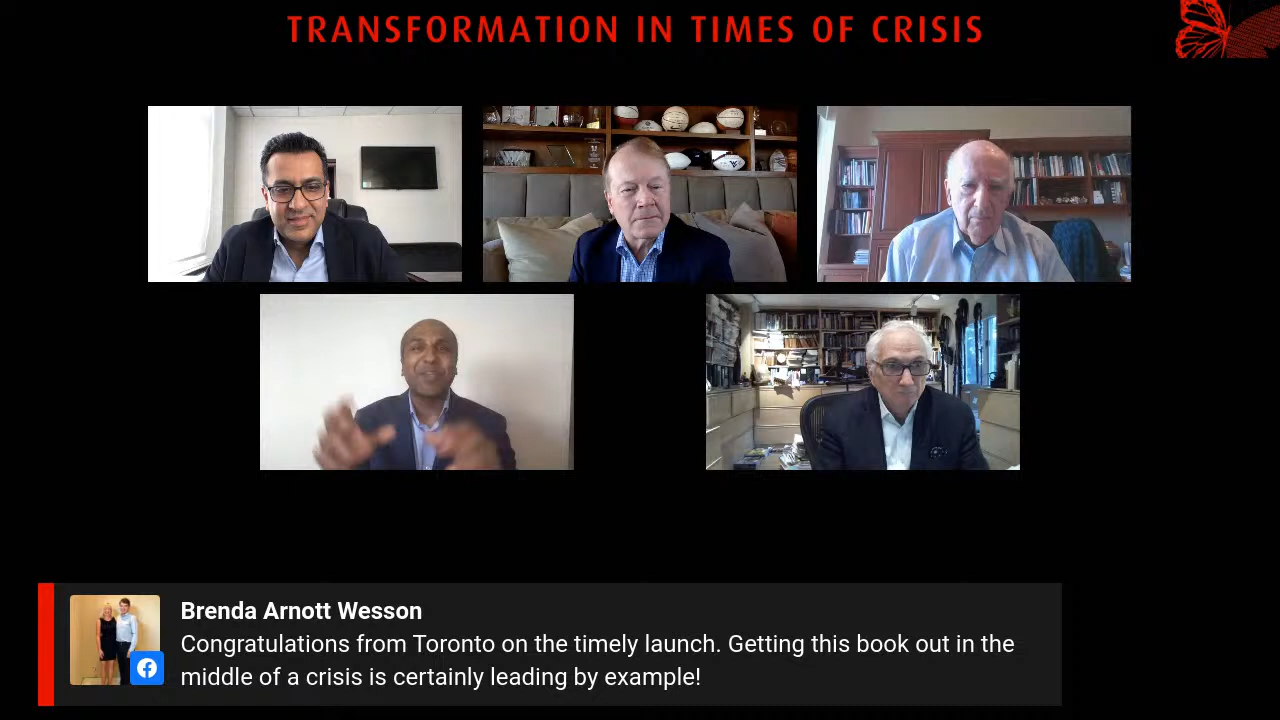 TRANSFORMATION IN TIMES OF CRISIS
Brenda Arnott Wesson
Congratulations from Toronto on the timely launch. Getting this book out in the
middle of a crisis is certainly leading by example!